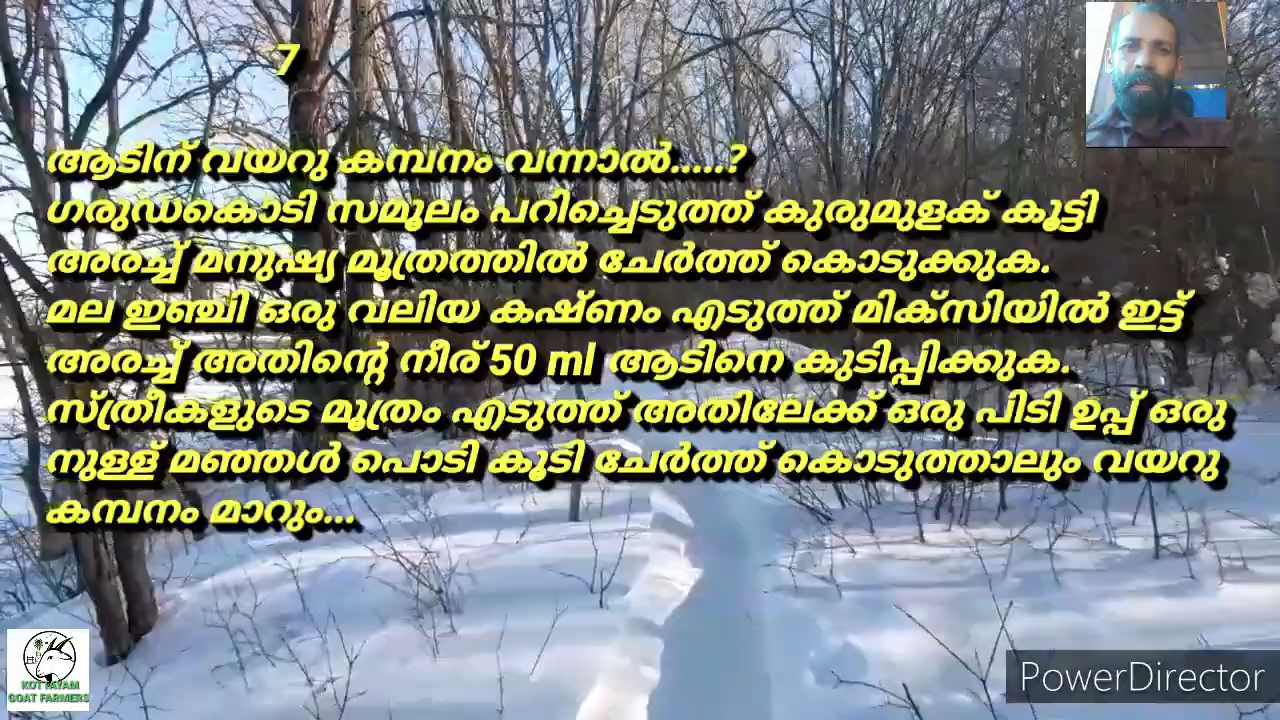 7
ആടിന് വയറു കമ്പനം വന്നാൽ.....?
ഗരുഡകൊടി സമൂലം പറിച്ചെടുത്ത് കുരുമുളക് കൂട്ടി
അരച്ച് മനുഷ്യ മൂത്രത്തിൽ ചേർത്ത് കൊടുക്കുക.
മല ഇഞ്ചി ഒരു വലിയ കഷ്ണം എടുത്ത് മിക്സിയിൽ ഇട്ട്
അരച്ച് അതിന്റെ നീര് 50 ml ആടിനെ കുടിപ്പിക്കുക.
സ്ത്രീകളുടെ മൂത്രം എടുത്ത് അതിലേക്ക് ഒരു പിടി ഉപ്പ് ഒരു
നുള്ള് മഞ്ഞൾ പൊടി കൂടി ചേർത്ത് കൊടുത്താലും വയറു
കമ്പനം മാറും...
KOTTAYAM
GOAT FARMERS
PowerDirector